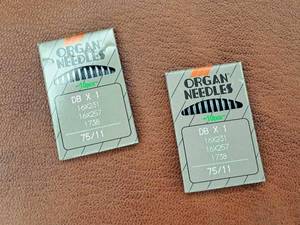 ORGAN
NEEDLES
DB X 1
16X231
16X257
1738
75/11
ORGAN
NEEDLES
DB X 1
16X231
16X257
1738
75/11